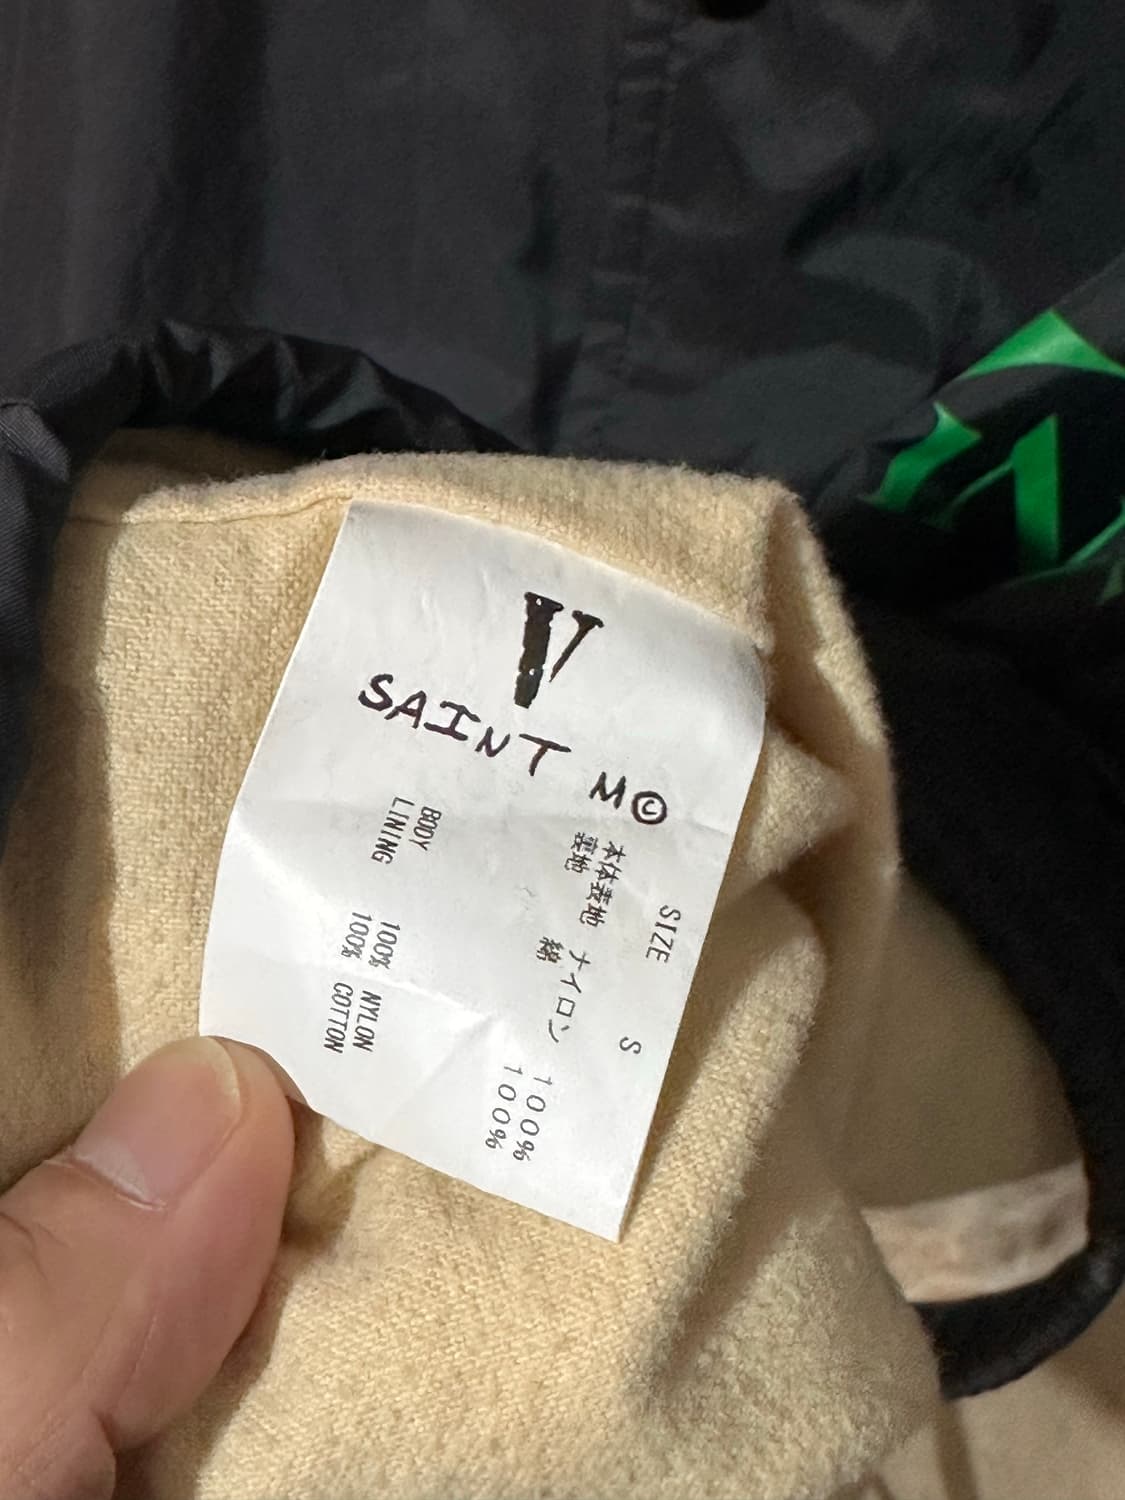 V
SAINT M©
SIZE S
本体表地 ナイロン 100%
裏地 綿 100%
BODY 100% NYLON
LINING 100% COTTON